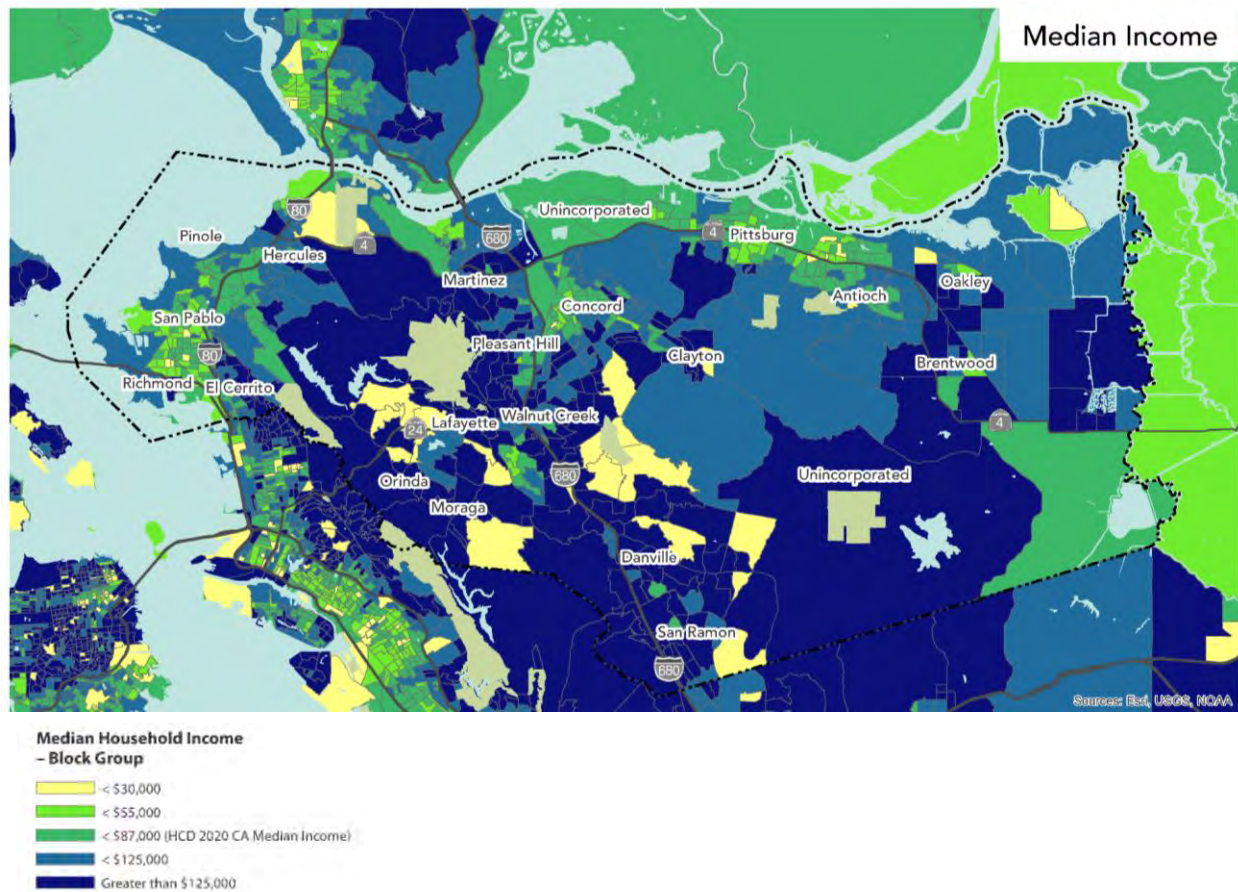 Median Income
80
Unincorporated
680
4
Pittsburg
Pinole
Hercules
4
Martinez
Antioch
Oakley
Concord
San Pablo
80
Pleasant Hill
Clayton
Brentwood
Richmond
El Cerrito
Lafayette
Walnut Creek
24
4
Orinda
680
Unincorporated
Moraga
Danville
San Ramon
680
Sources: Esri, USGS, NOAA
Median Household Income
– Block Group
< $30,000
< $55,000
< $87,000 (HCD 2020 CA Median Income)
< $125,000
Greater than $125,000